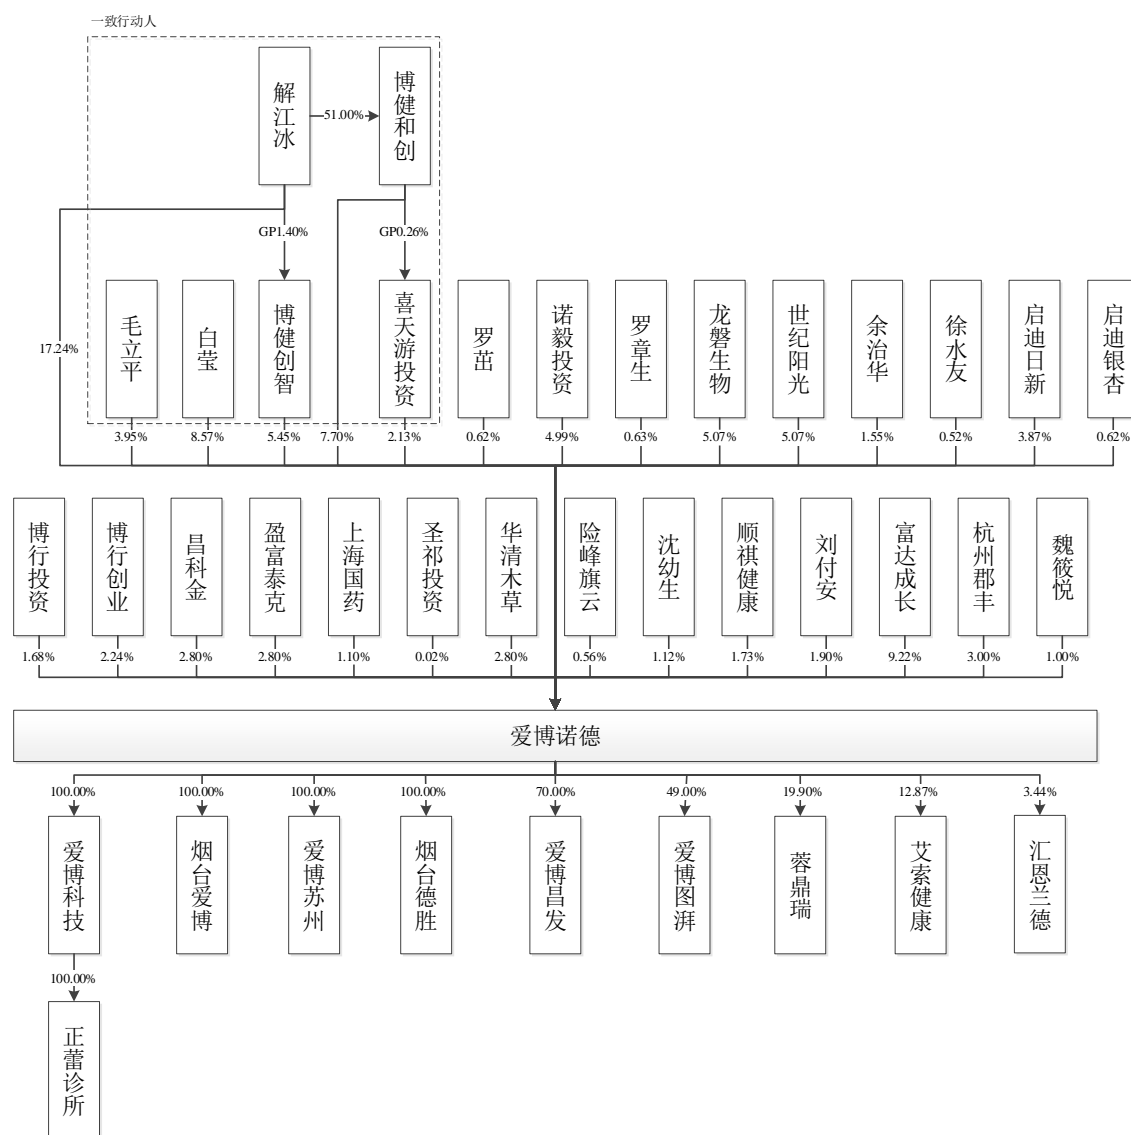 一致行动人
解江冰
51.00%
博健和创
GP1.40%
GP0.26%
17.24%
毛立平
白莹
博健创智
喜天游投资
罗茁
诺毅投资
罗章生
龙磐生物
世纪阳光
余治华
徐水友
启迪日新
启迪银杏
3.95%
8.57%
5.45%
7.70%
2.13%
0.62%
4.99%
0.63%
5.07%
5.07%
1.55%
0.52%
3.87%
0.62%
博行投资
博行创业
昌科金
盈富泰克
上海国药
圣祁投资
华清本草
险峰旗云
沈幼生
顺祺健康
刘付安
富达成长
杭州郡丰
魏筱悦
1.68%
2.24%
2.80%
2.80%
1.10%
0.02%
2.80%
0.56%
1.12%
1.73%
1.90%
9.22%
3.00%
1.00%
爱博诺德
100.00%
100.00%
100.00%
100.00%
70.00%
49.00%
19.90%
12.87%
3.44%
爱博科技
烟台爱博
爱博苏州
烟台德胜
爱博昌发
爱博图湃
蓉鼎瑞
艾索健康
汇恩兰德
100.00%
正蕾诊所